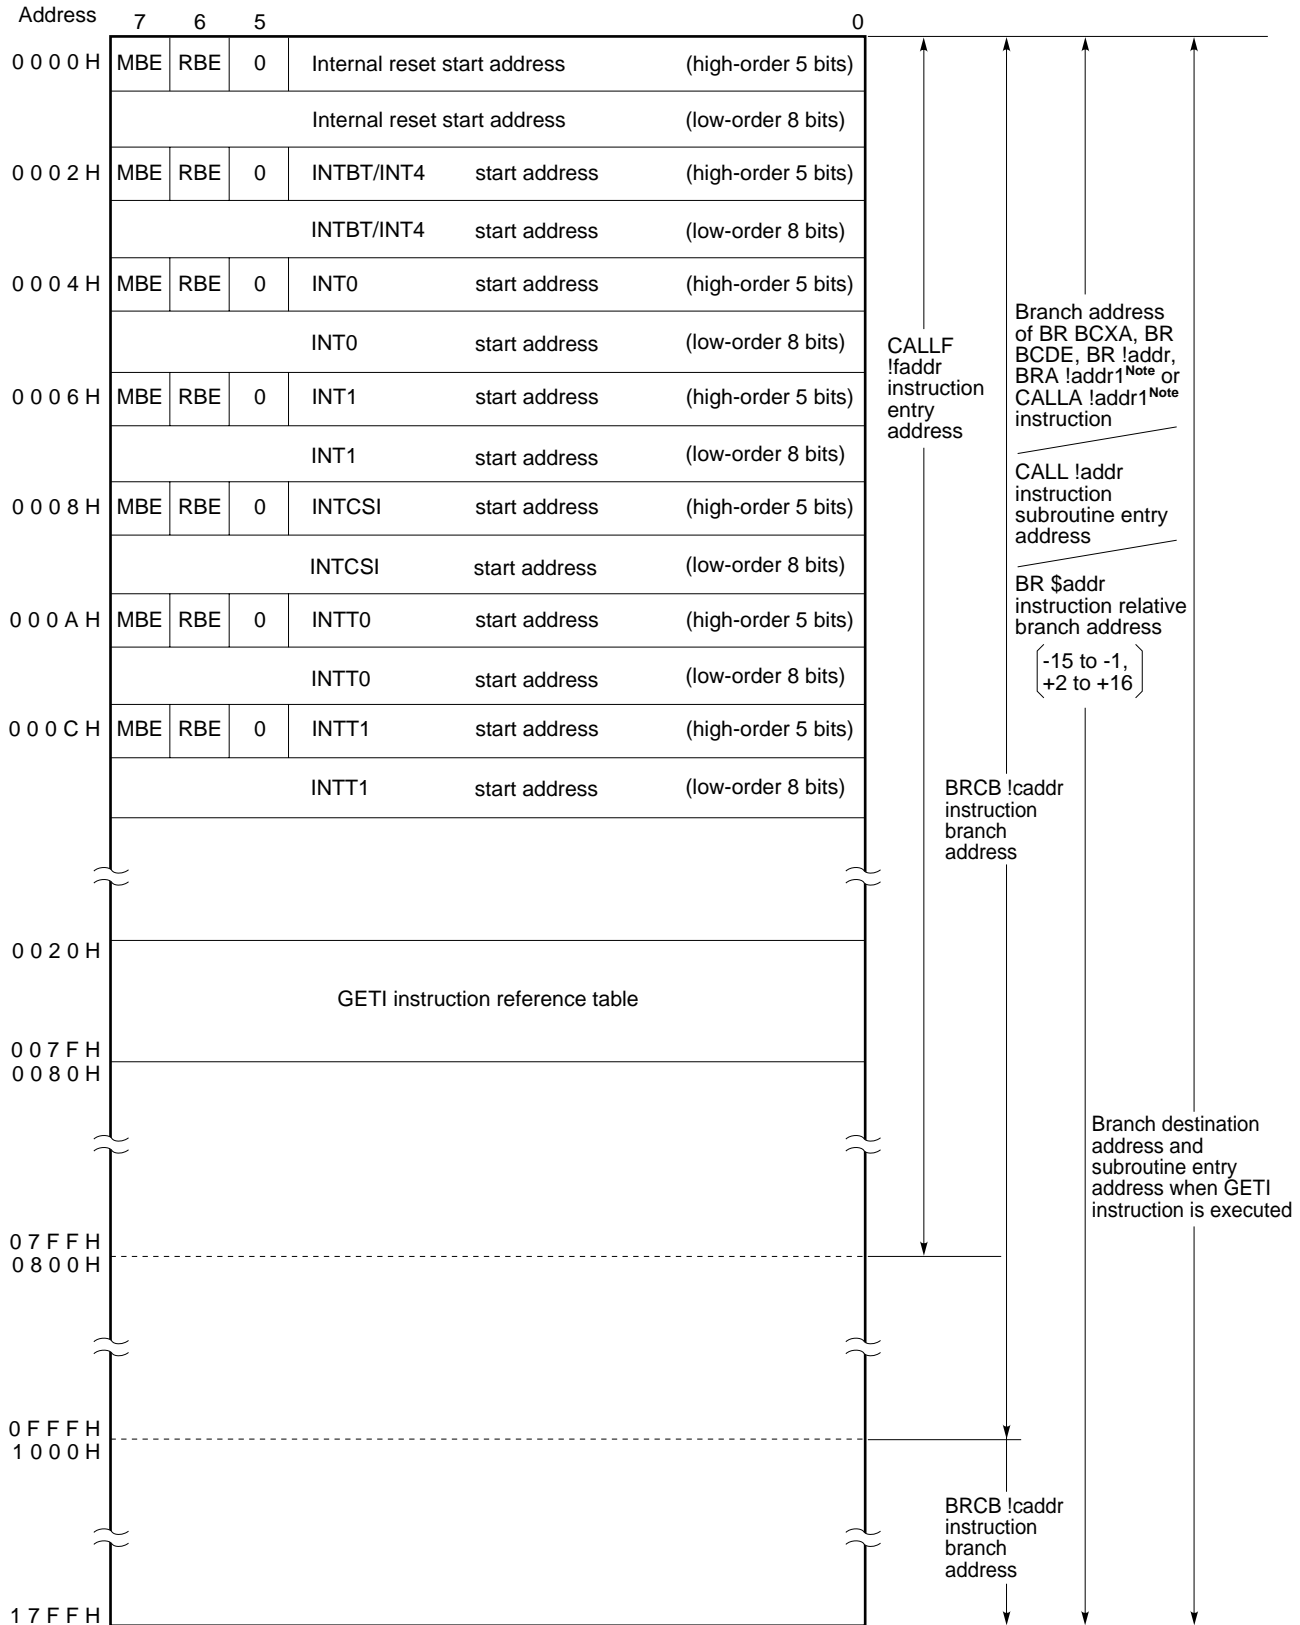 Address 7 6 5 0
0000H MBE RBE 0 Internal reset start address (high-order 5 bits)
Internal reset start address (low-order 8 bits)
0002H MBE RBE 0 INTBT/INT4 start address (high-order 5 bits)
INTBT/INT4 start address (low-order 8 bits)
0004H MBE RBE 0 INT0 start address (high-order 5 bits)
INT0 start address (low-order 8 bits)
0006H MBE RBE 0 INT1 start address (high-order 5 bits)
INT1 start address (low-order 8 bits)
0008H MBE RBE 0 INTCSI start address (high-order 5 bits)
INTCSI start address (low-order 8 bits)
000AH MBE RBE 0 INTT0 start address (high-order 5 bits)
INTT0 start address (low-order 8 bits)
000CH MBE RBE 0 INTT1 start address (high-order 5 bits)
INTT1 start address (low-order 8 bits)
0020H
GETI instruction reference table
007FH
0080H
07FFH
0800H
0FFFH
1000H
17FFH
CALLF
!faddr
instruction
entry
address
BRCB !caddr
instruction
branch
address
BRCB !caddr
instruction
branch
address
Branch address
of BR BCXA, BR
BCDE, BR !addr,
BRA !addr1Note or
CALLA !addr1Note
instruction
CALL !addr
instruction
subroutine entry
address
BR $addr
instruction relative
branch address
-15 to -1,
+2 to +16
Branch destination
address and
subroutine entry
address when GETI
instruction is executed